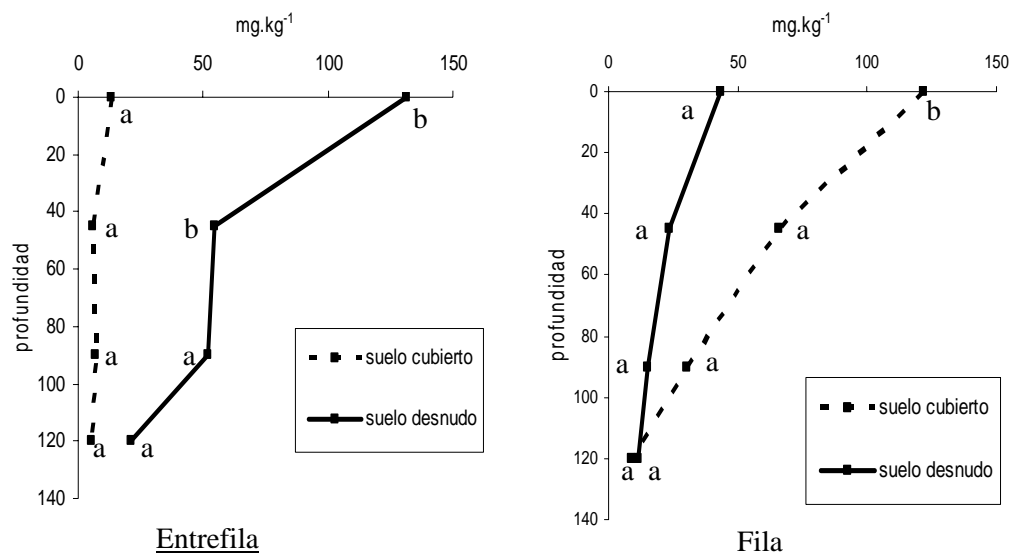 mg.kg-1
0 50 100 150
0
20
40
60
80
100
120
140
profundidad
a
b
a
b
a
a
a
a
suelo cubierto
suelo desnudo
Entrefila
mg.kg-1
0 50 100 150
0
20
40
60
80
100
120
140
profundidad
a
b
a
a
a
a
a
a
suelo cubierto
suelo desnudo
Fila